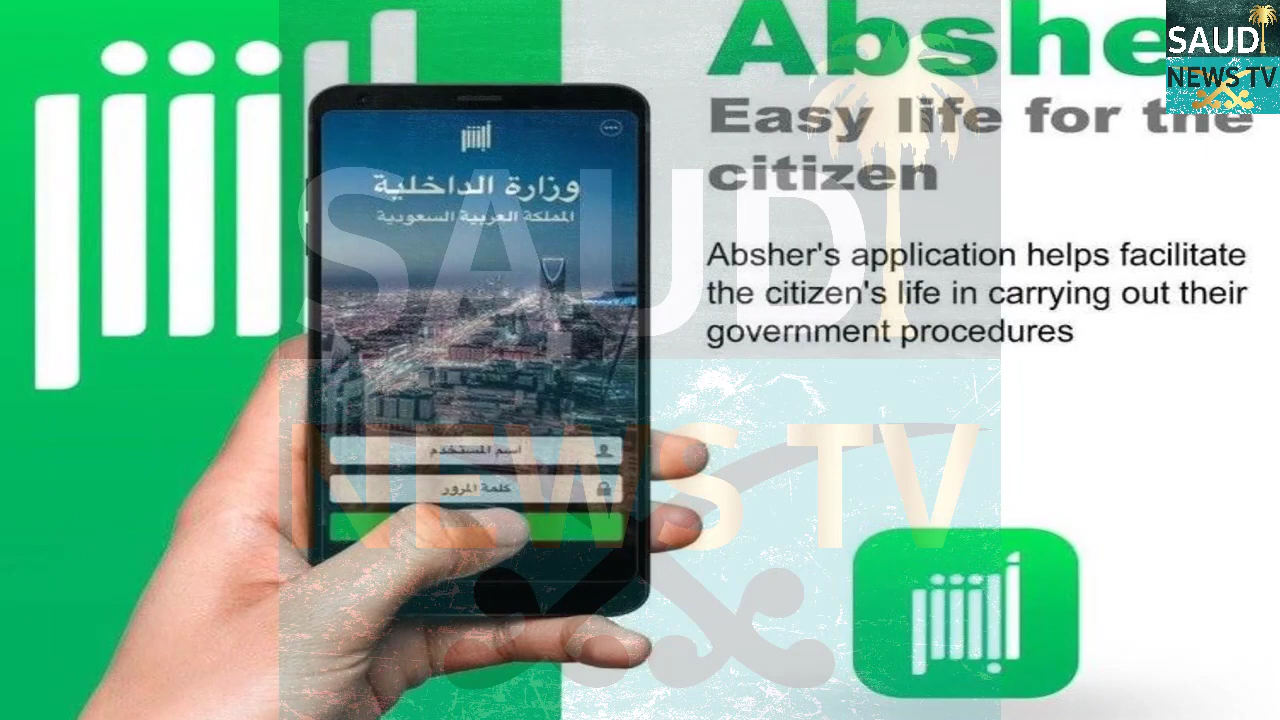 أبشر
Absher
Easy life for the
citizen
Absher's application helps facilitate
the citizen's life in carrying out their
government procedures
أبشر
وزارة الداخلية
المملكة العربية السعودية
اسم المستخدم
كلمة المرور
أبشر
SAUDI
NEWS TV
SAUDI
NEWS TV